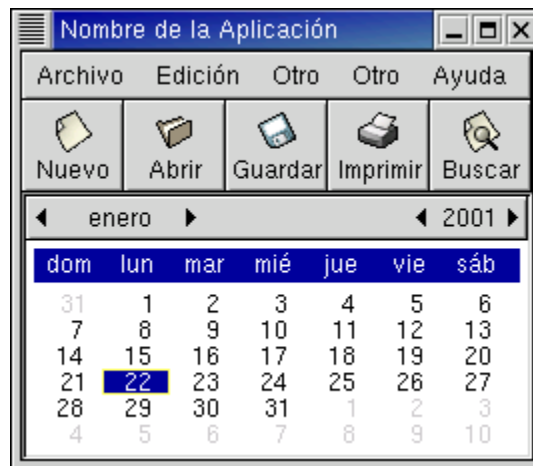 Nombre de la Aplicación
Archivo Edición Otro Otro Ayuda
Nuevo Abrir Guardar Imprimir Buscar
enero 2001
dom lun mar mié jue vie sáb
31 1 2 3 4 5 6
7 8 9 10 11 12 13
14 15 16 17 18 19 20
21 22 23 24 25 26 27
28 29 30 31 1 2 3
4 5 6 7 8 9 10